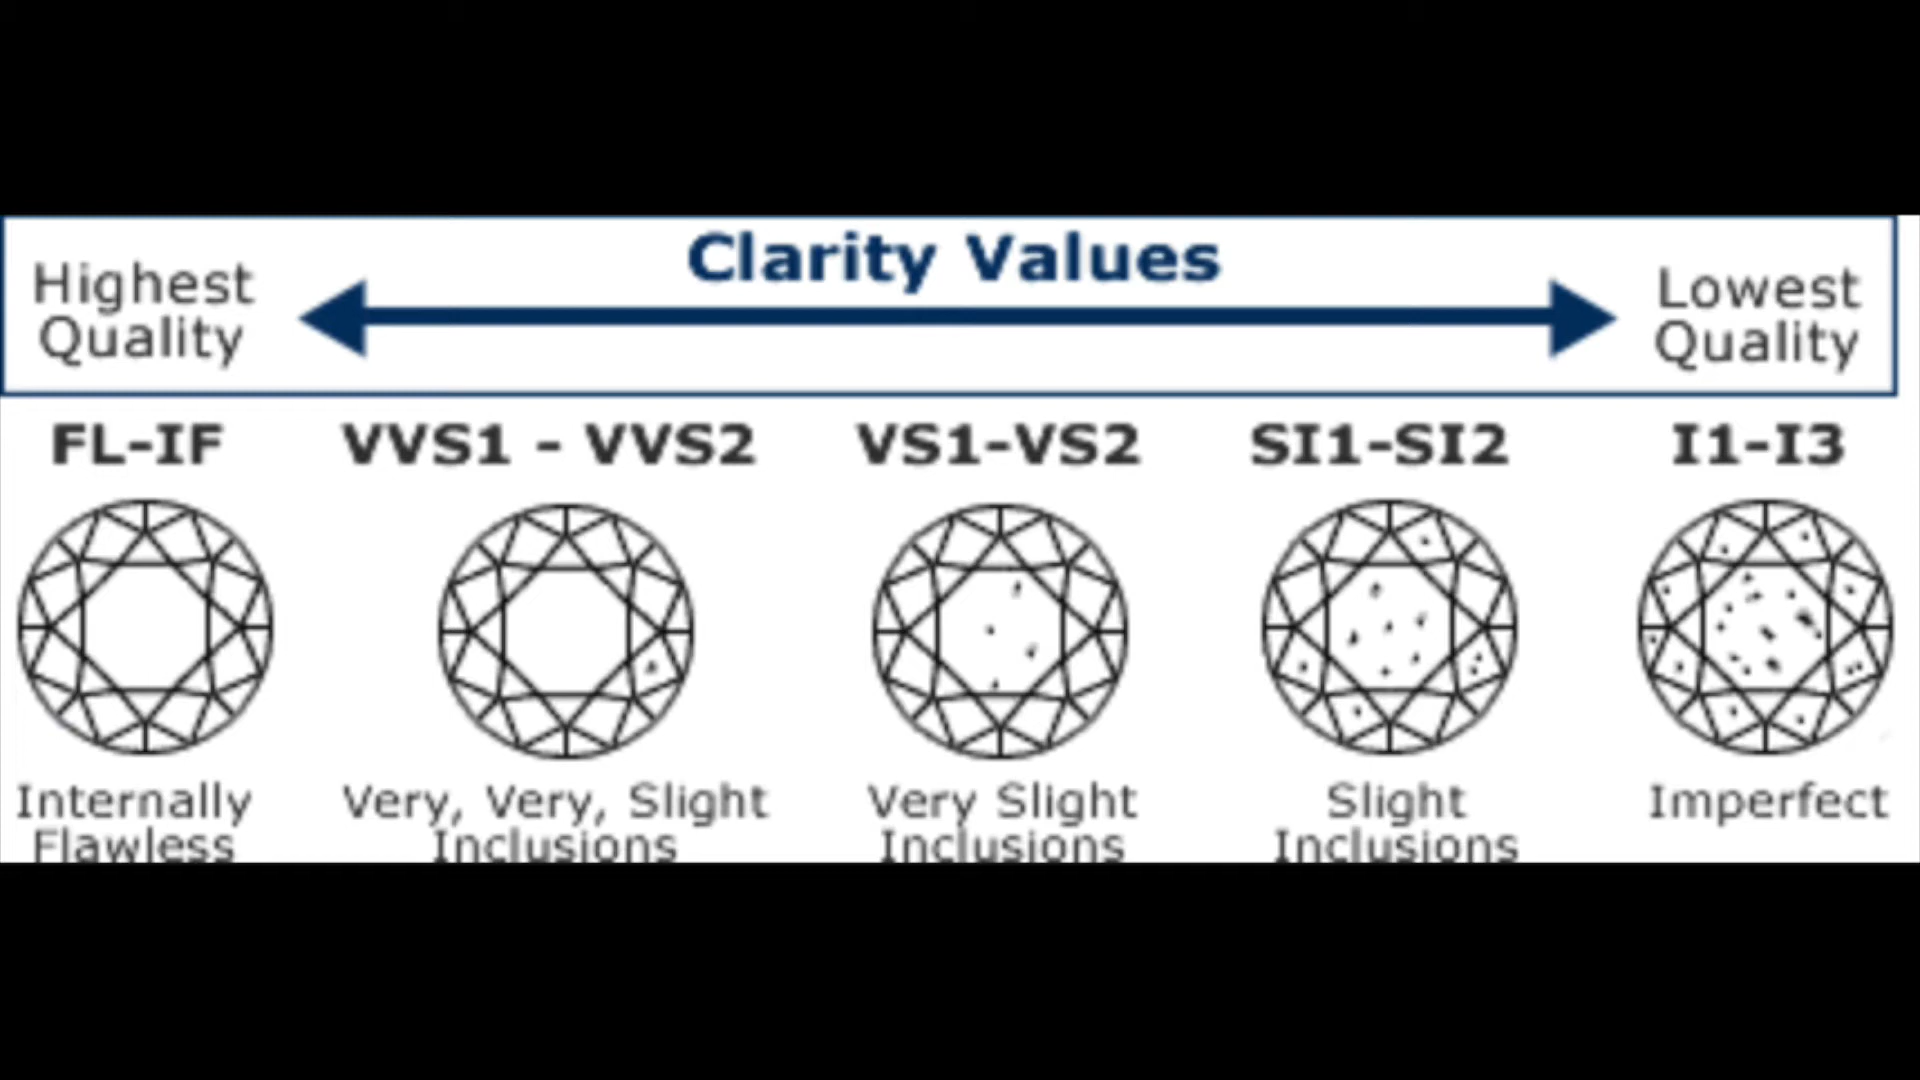 Clarity Values
Highest
Quality
Lowest
Quality
FL-IF
VVS1 - VVS2
VS1-VS2
SI1-SI2
I1-I3
Internally
Flawless
Very, Very, Slight
Inclusions
Very Slight
Inclusions
Slight
Inclusions
Imperfect